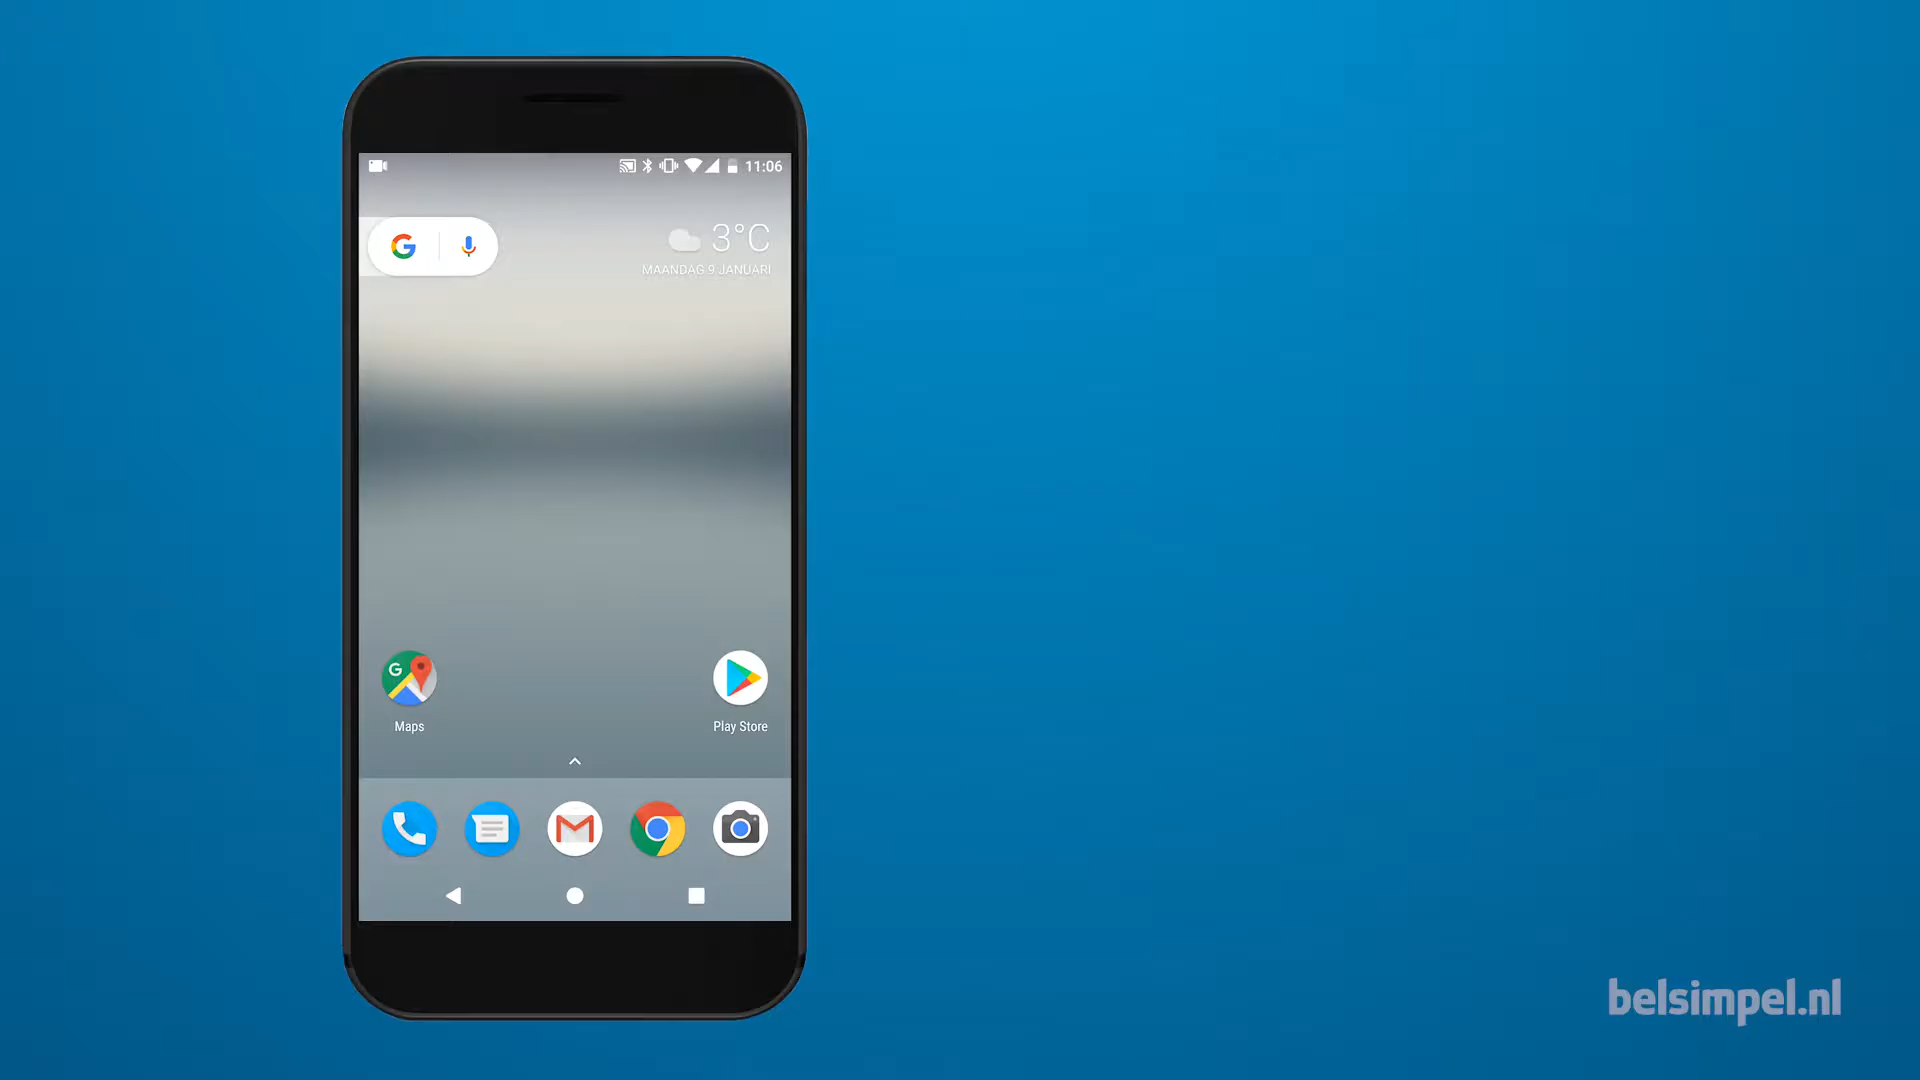 11:06
3°C
MAANDAG 9 JANUARI
Maps
Play Store
belsimpel.nl